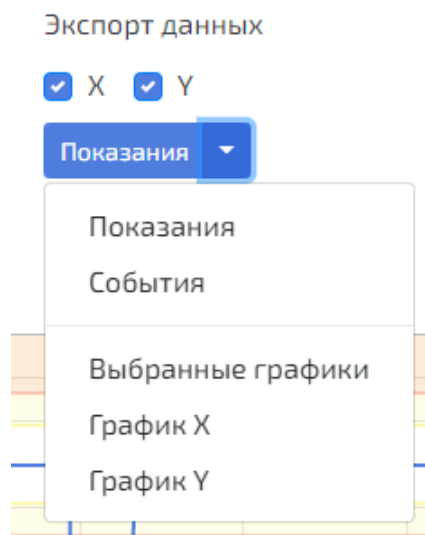 Экспорт данных
X Y
Показания
Показания
События
Выбранные графики
График X
График Y